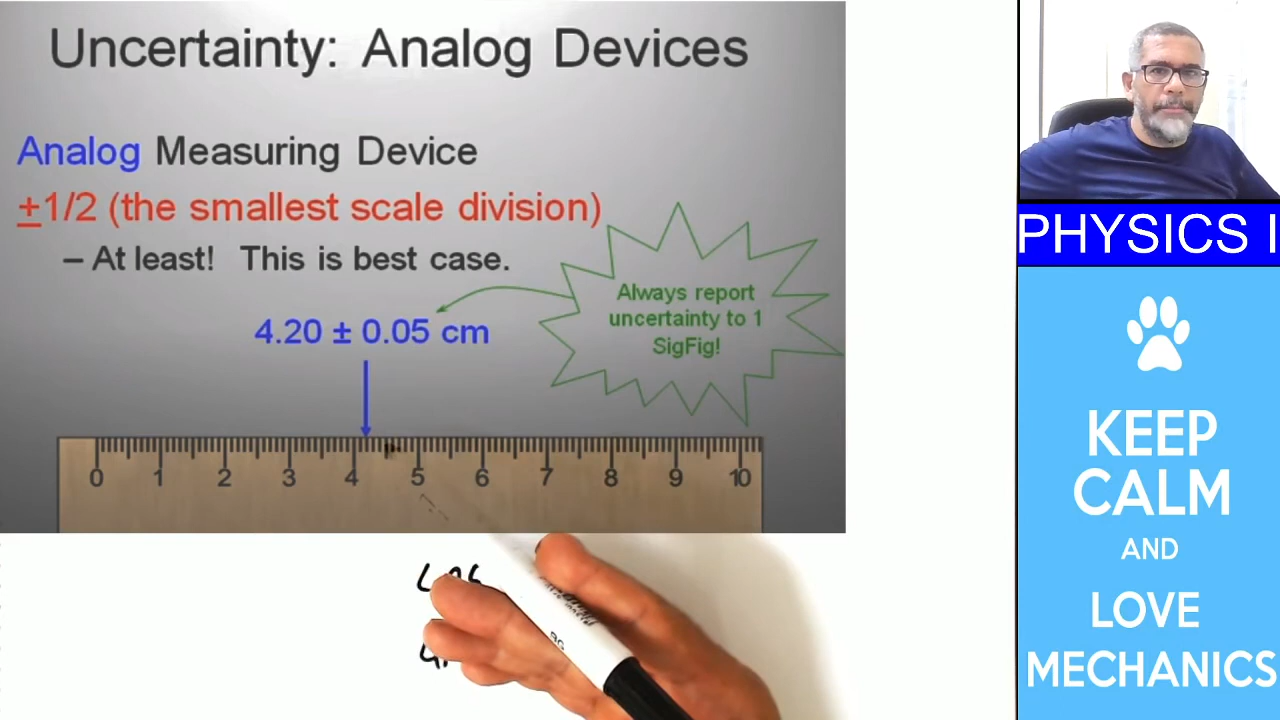 Uncertainty: Analog Devices
Analog Measuring Device
±1/2 (the smallest scale division)
– At least! This is best case.
Always report
uncertainty to 1
SigFig!
4.20 ± 0.05 cm
0 1 2 3 4 5 6 7 8 9 10
PHYSICS I
KEEP
CALM
AND
LOVE
MECHANICS